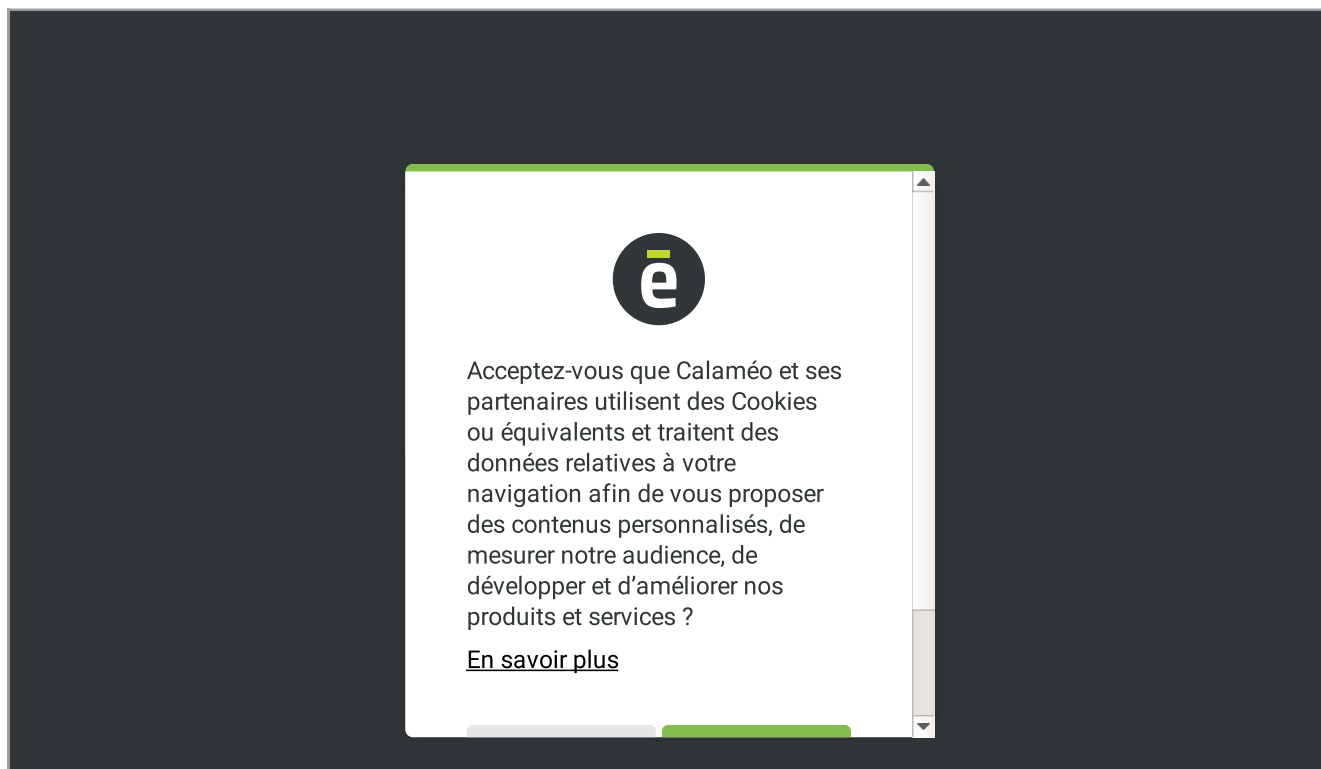 ē
Acceptez-vous que Calaméo et ses
partenaires utilisent des Cookies
ou équivalents et traitent des
données relatives à votre
navigation afin de vous proposer
des contenus personnalisés, de
mesurer notre audience, de
développer et d’améliorer nos
produits et services ?
En savoir plus